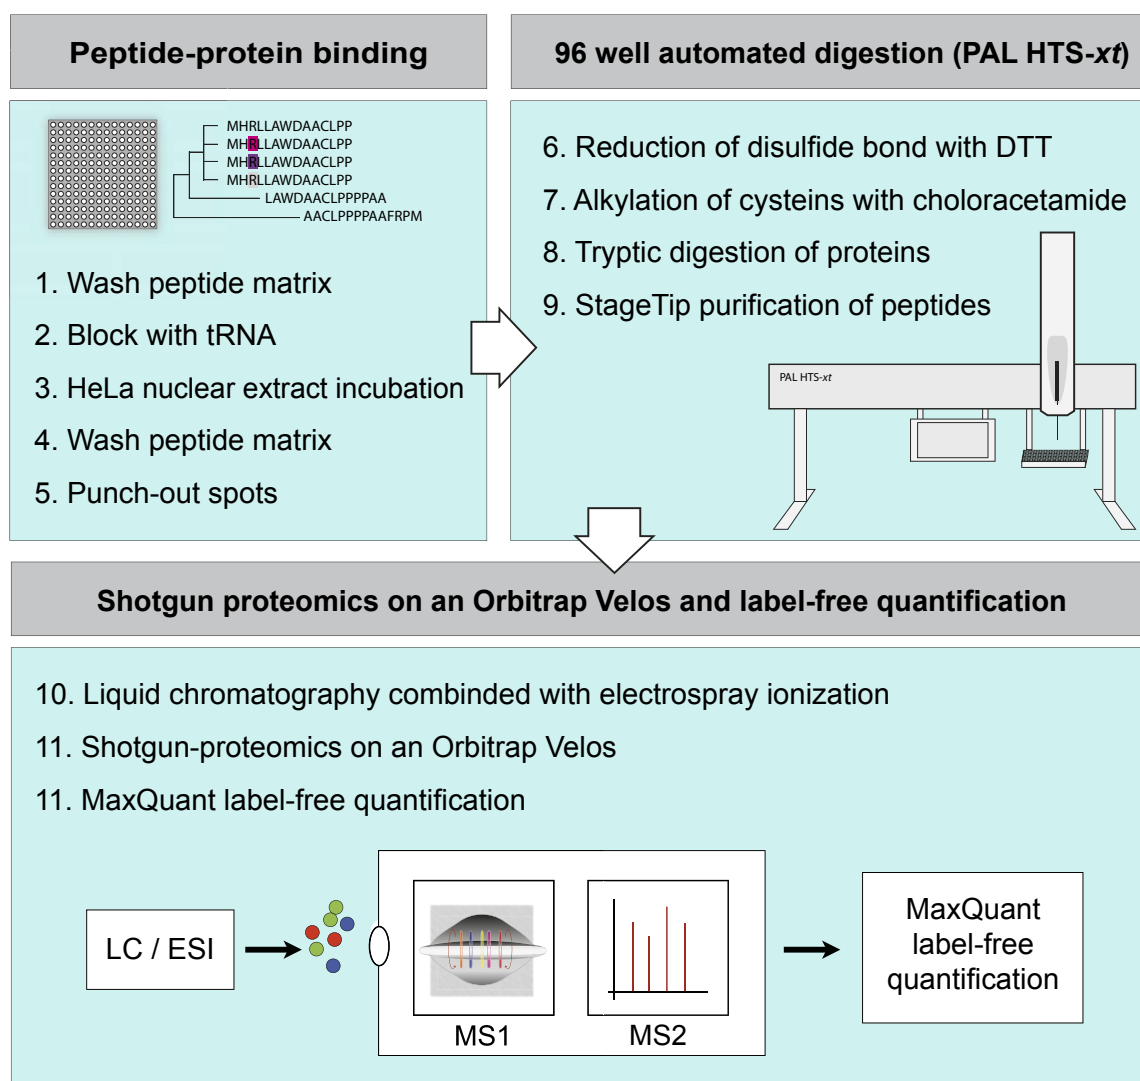 Peptide-protein binding
MHRLLAWDAACLPP
MHRLLAWDAACLPP
MHRLLAWDAACLPP
MHRLLAWDAACLPP
LAWDAACLPPPPAA
AACLPPPPAAFRPM
1. Wash peptide matrix
2. Block with tRNA
3. HeLa nuclear extract incubation
4. Wash peptide matrix
5. Punch-out spots
96 well automated digestion (PAL HTS-xt)
6. Reduction of disulfide bond with DTT
7. Alkylation of cysteins with choloracetamide
8. Tryptic digestion of proteins
9. StageTip purification of peptides
PAL HTS-xt
Shotgun proteomics on an Orbitrap Velos and label-free quantification
10. Liquid chromatography combinded with electrospray ionization
11. Shotgun-proteomics on an Orbitrap Velos
11. MaxQuant label-free quantification
LC / ESI
MS1
MS2
MaxQuant
label-free
quantification